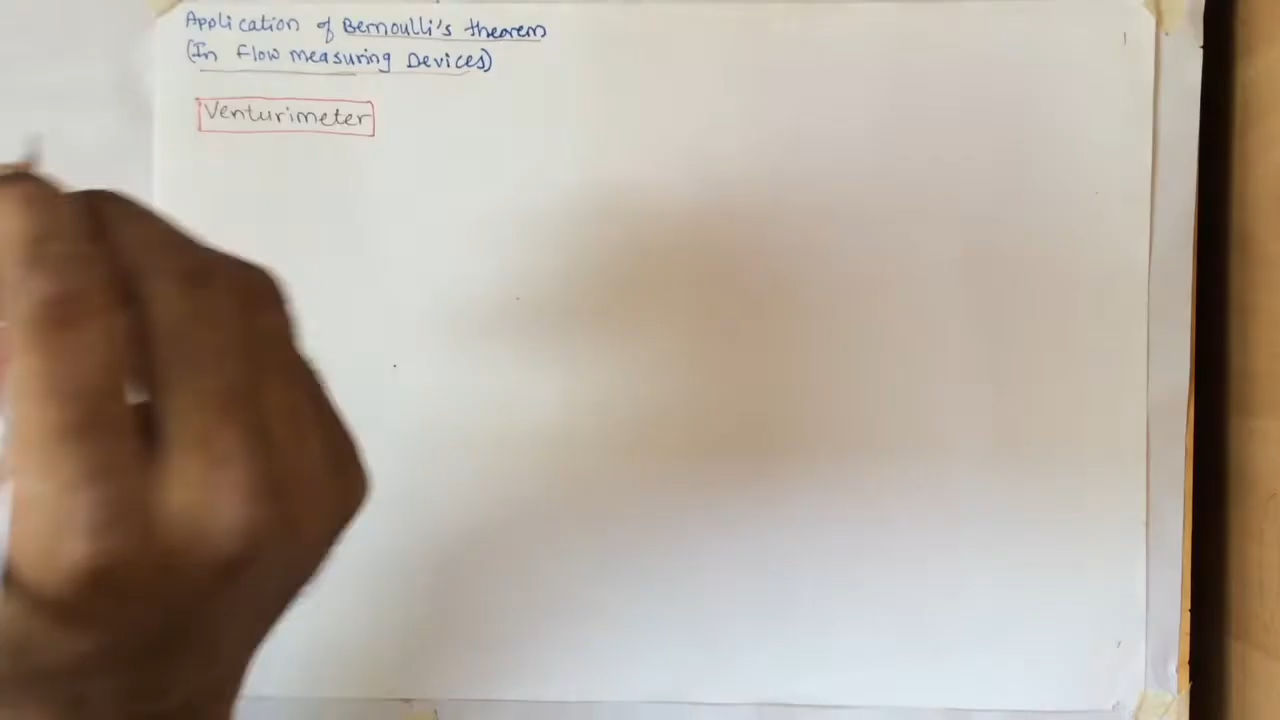 Application of Bernoulli's theorem
(In Flow measuring Devices)
Venturimeter